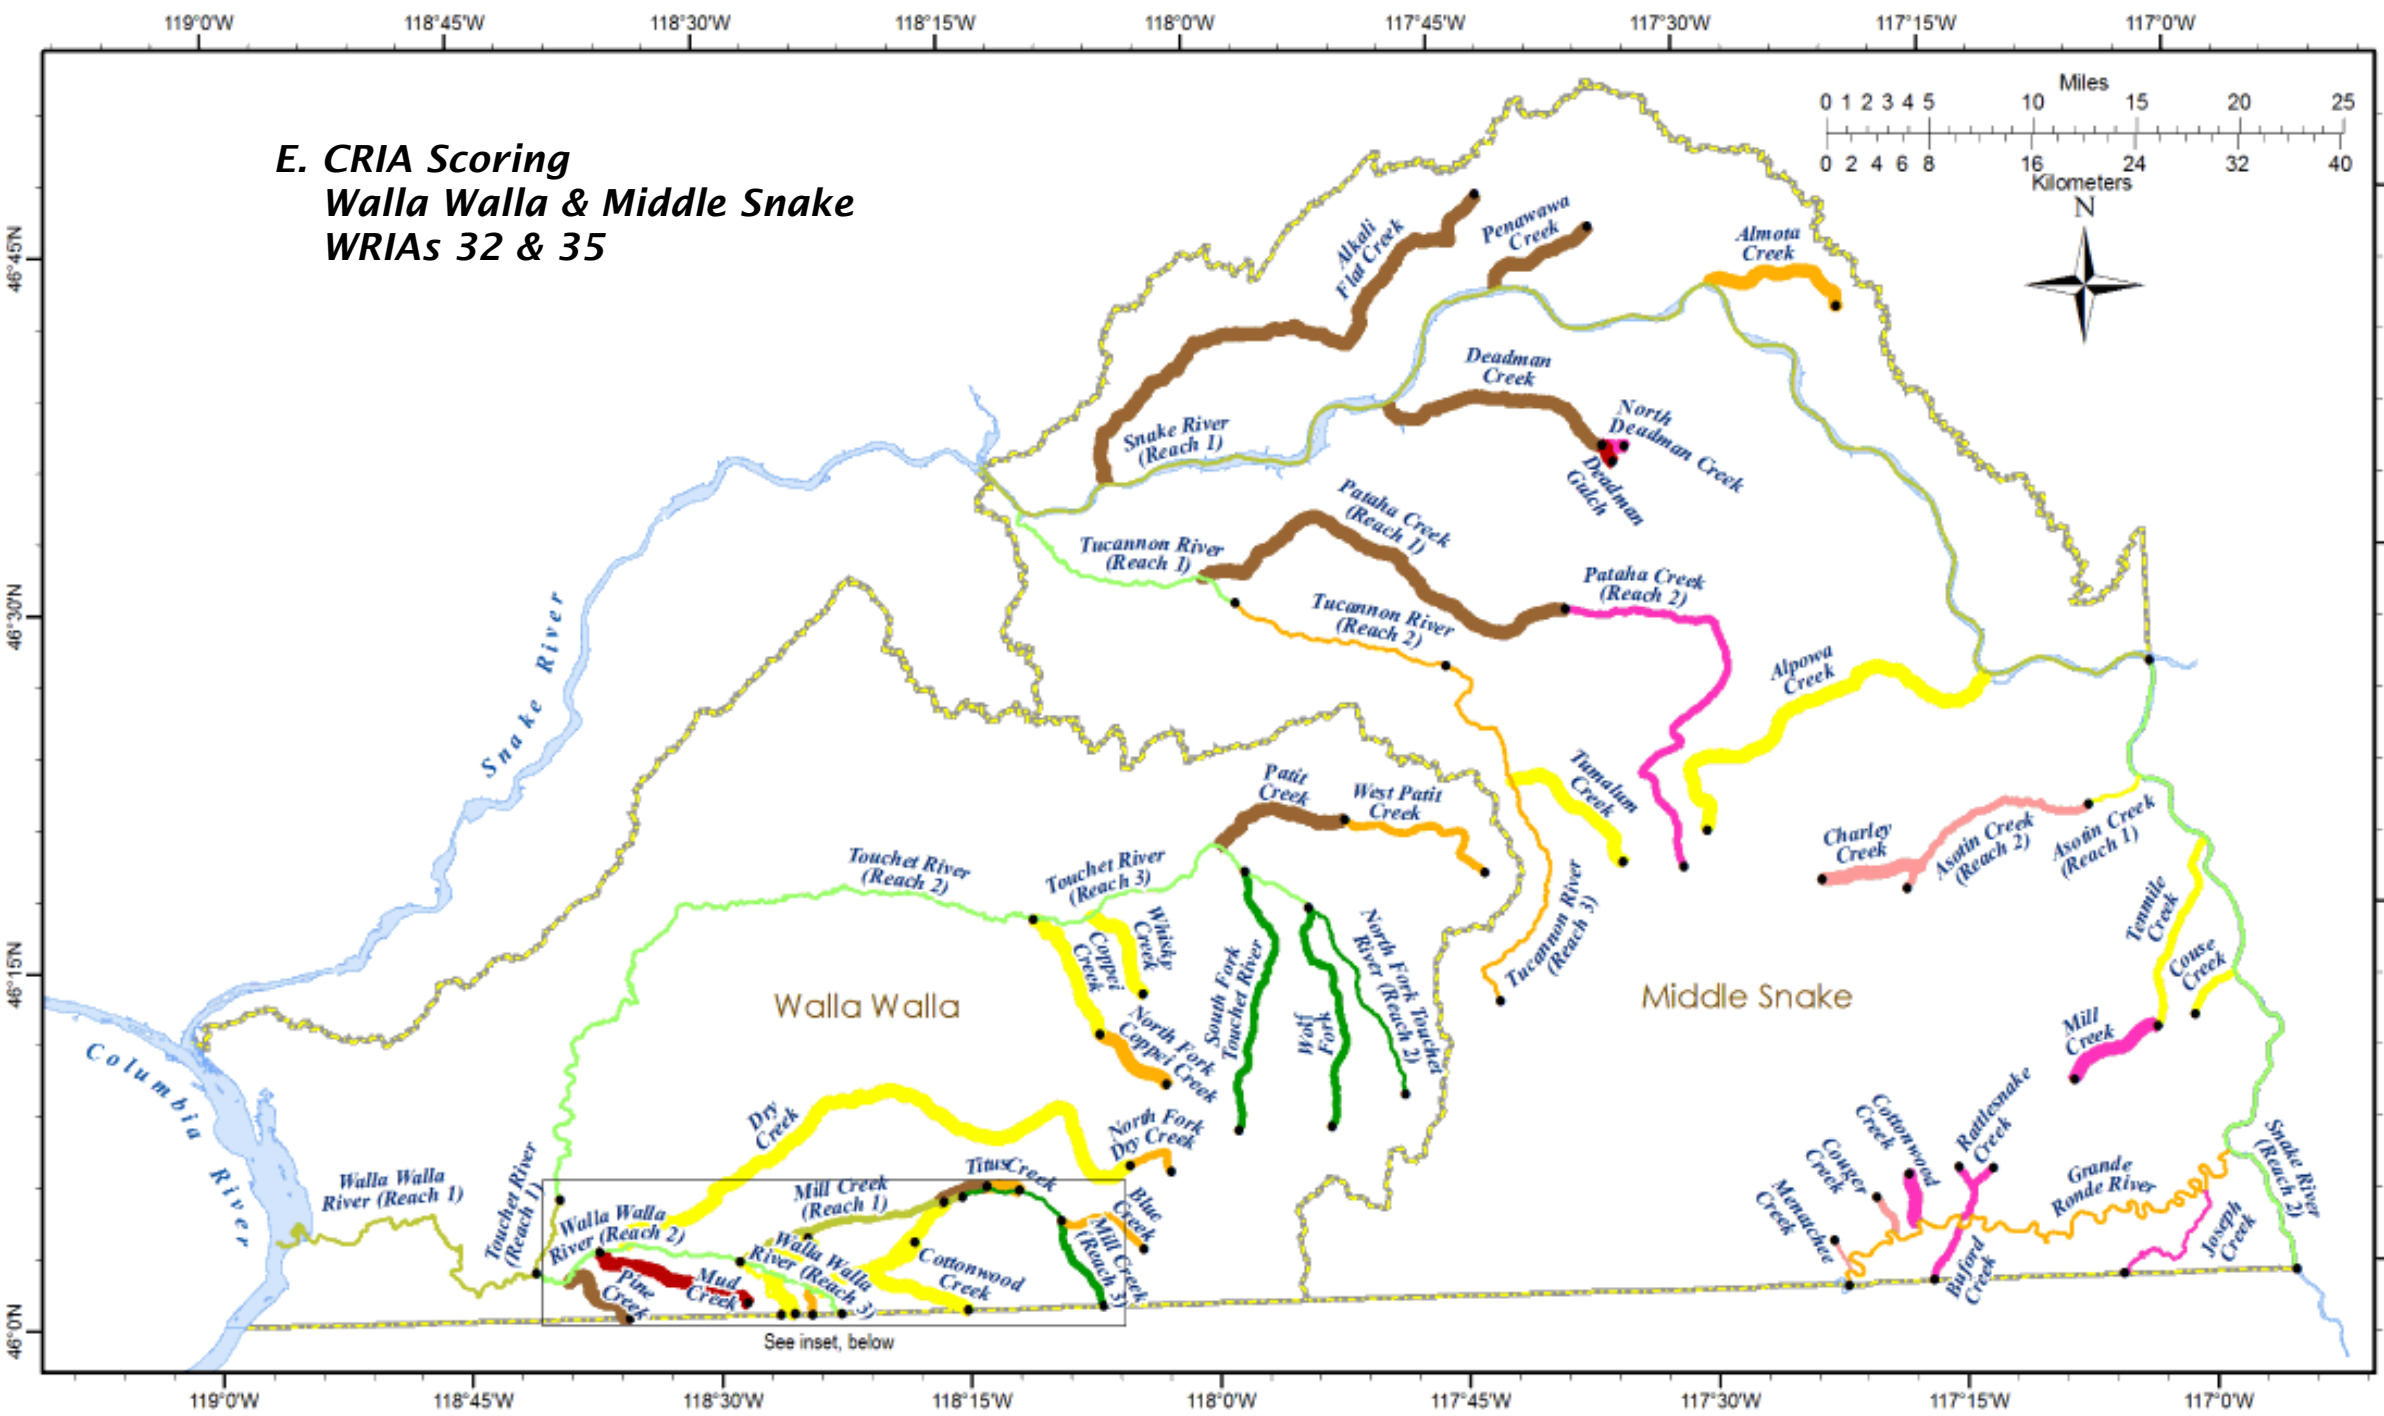 119°0'W 118°45'W 118°30'W 118°15'W 118°0'W 117°45'W 117°30'W 117°15'W 117°0'W
Miles
0 1 2 3 4 5 10 15 20 25
0 2 4 6 8 16 24 32 40
Kilometers
N
E. CRIA Scoring
Walla Walla & Middle Snake
WRIAs 32 & 35
46°45'N
46°30'N
46°15'N
46°0'N
Alkali
Flat Creek
Penawawa
Creek
Almota
Creek
Deadman
Creek
North
Deadman Creek
Deadman
Gulch
Snake River
(Reach 1)
Pataha Creek
(Reach 1)
Tucannon River
(Reach 1)
Pataha Creek
(Reach 2)
Tucannon River
(Reach 2)
Snake River
Alpowa
Creek
Tumalum
Creek
Patit
Creek
West Patit
Creek
Charley
Creek
Asotin Creek
(Reach 2)
Asotin Creek
(Reach 1)
Touchet River
(Reach 2)
Touchet River
(Reach 3)
Whisky
Creek
Coppei
Creek
North Fork
Coppei Creek
South Fork
Touchet River
Wolf
Fork
North Fork Touchet
River (Reach 2)
Tucannon River
(Reach 3)
Tenmile
Creek
Couse
Creek
Mill
Creek
Walla Walla
Middle Snake
Columbia River
Dry
Creek
North Fork
Dry Creek
Titus Creek
Mill Creek
(Reach 1)
Blue
Creek
Mill Creek
(Reach 3)
Walla Walla
River (Reach 1)
Touchet River
(Reach 1)
Walla Walla
River (Reach 2)
Walla Walla
River (Reach 3)
Cottonwood
Creek
Pine
Creek
Mud
Creek
Menatchee
Creek
Couger
Creek
Cottonwood
Creek
Rattlesnake
Creek
Buford
Creek
Grande
Ronde River
Joseph
Creek
Snake River
(Reach 2)
See inset, below
119°0'W 118°45'W 118°30'W 118°15'W 118°0'W 117°45'W 117°30'W 117°15'W 117°0'W